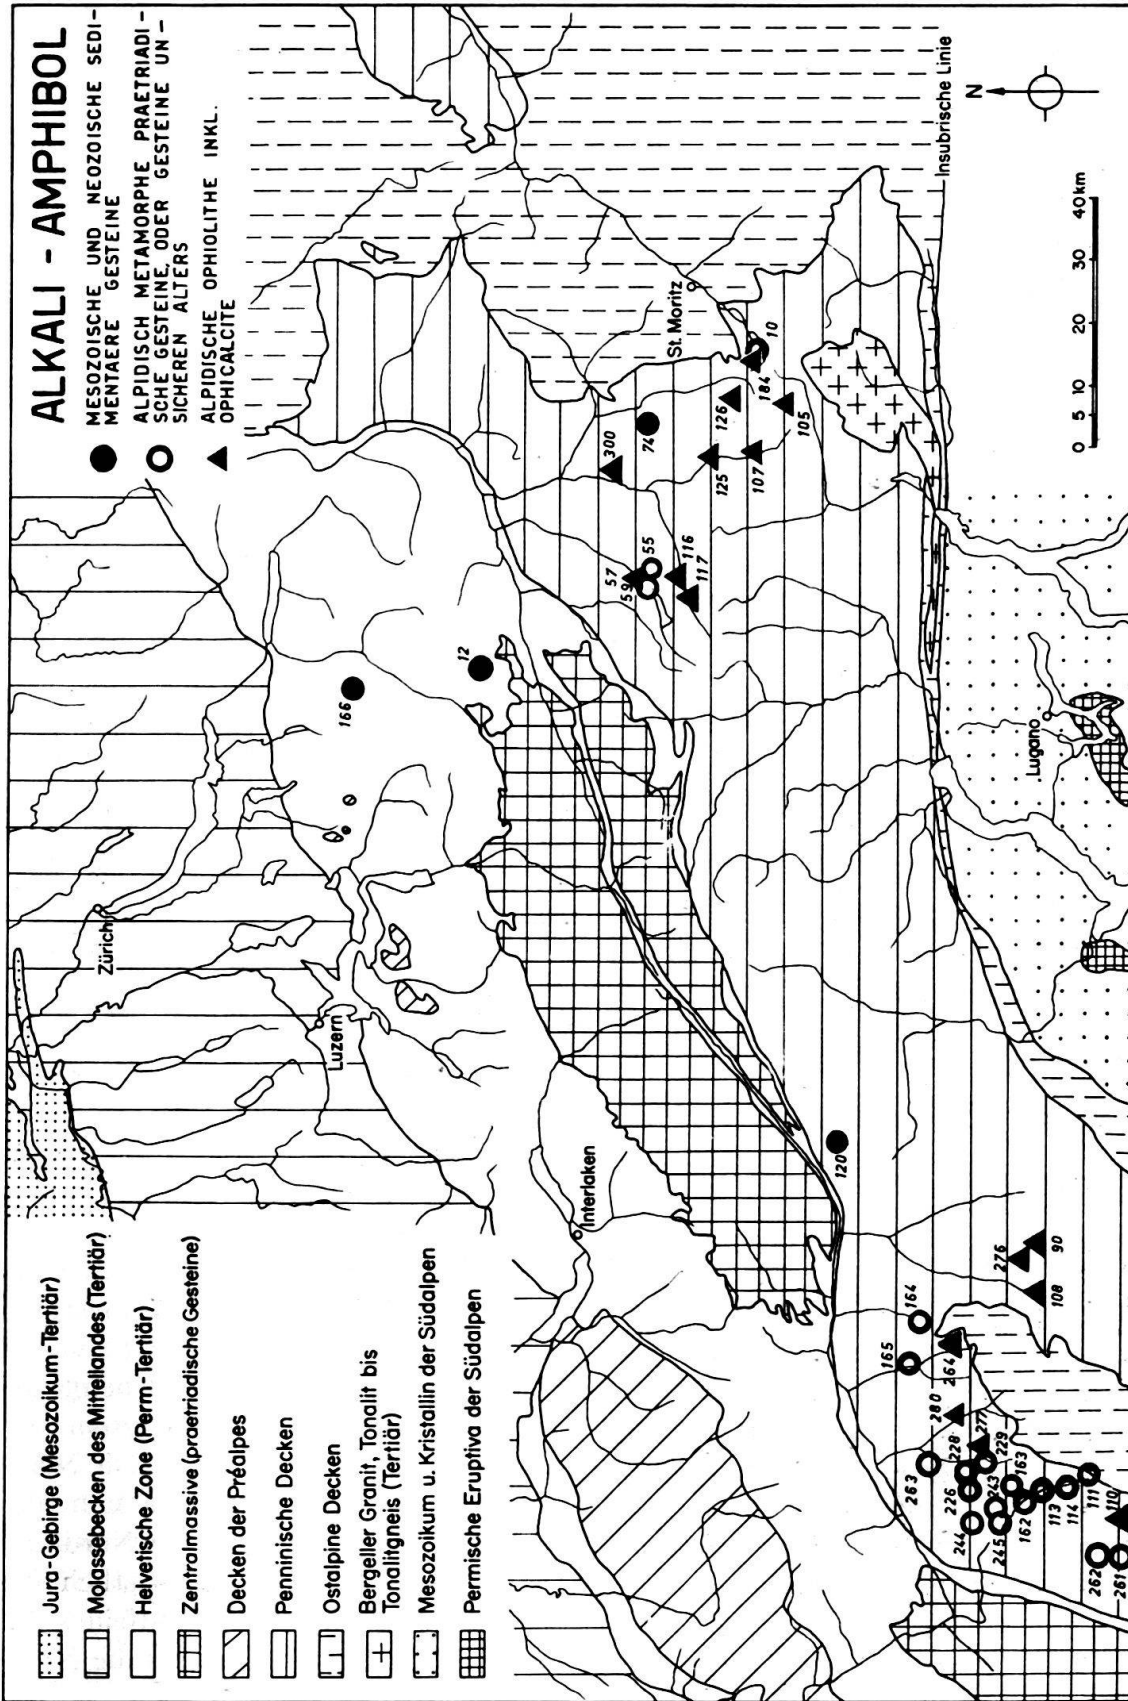 ALKALI - AMPHIBOL
MESOZOISCHE UND NEOZOISCHE SEDI-
MENTAERE GESTEINE
ALPIDISCH METAMORPHE PRAETRIADI-
SCHE GESTEINE, ODER GESTEINE UN-
SICHEREN ALTERS
ALPIDISCHE OPHIOLITHE INKL.
OPHICALCITE
Jura-Gebirge (Mesozoikum-Tertiär)
Molassebecken des Mittellandes (Tertiär)
Helvetische Zone (Perm-Tertiär)
Zentralmassive (praetriadische Gesteine)
Decken der Préalpes
Penninische Decken
Ostalpine Decken
Bergeller Granit, Tonalit bis
Tonalitgneis (Tertiär)
Mesozoikum u. Kristallin der Südalpen
Permische Eruptiva der Südalpen
Zürich
Luzern
Interlaken
St. Moritz
Lugano
Insubrische Linie
N
0 5 10 20 30 40km
166
12
300
74
57
59
55
116
117
126
125
107
184
10
105
120
276
90
108
164
165
264
280
263
228
277
229
226
243
163
244
245
162
113
114
111
110
262
261